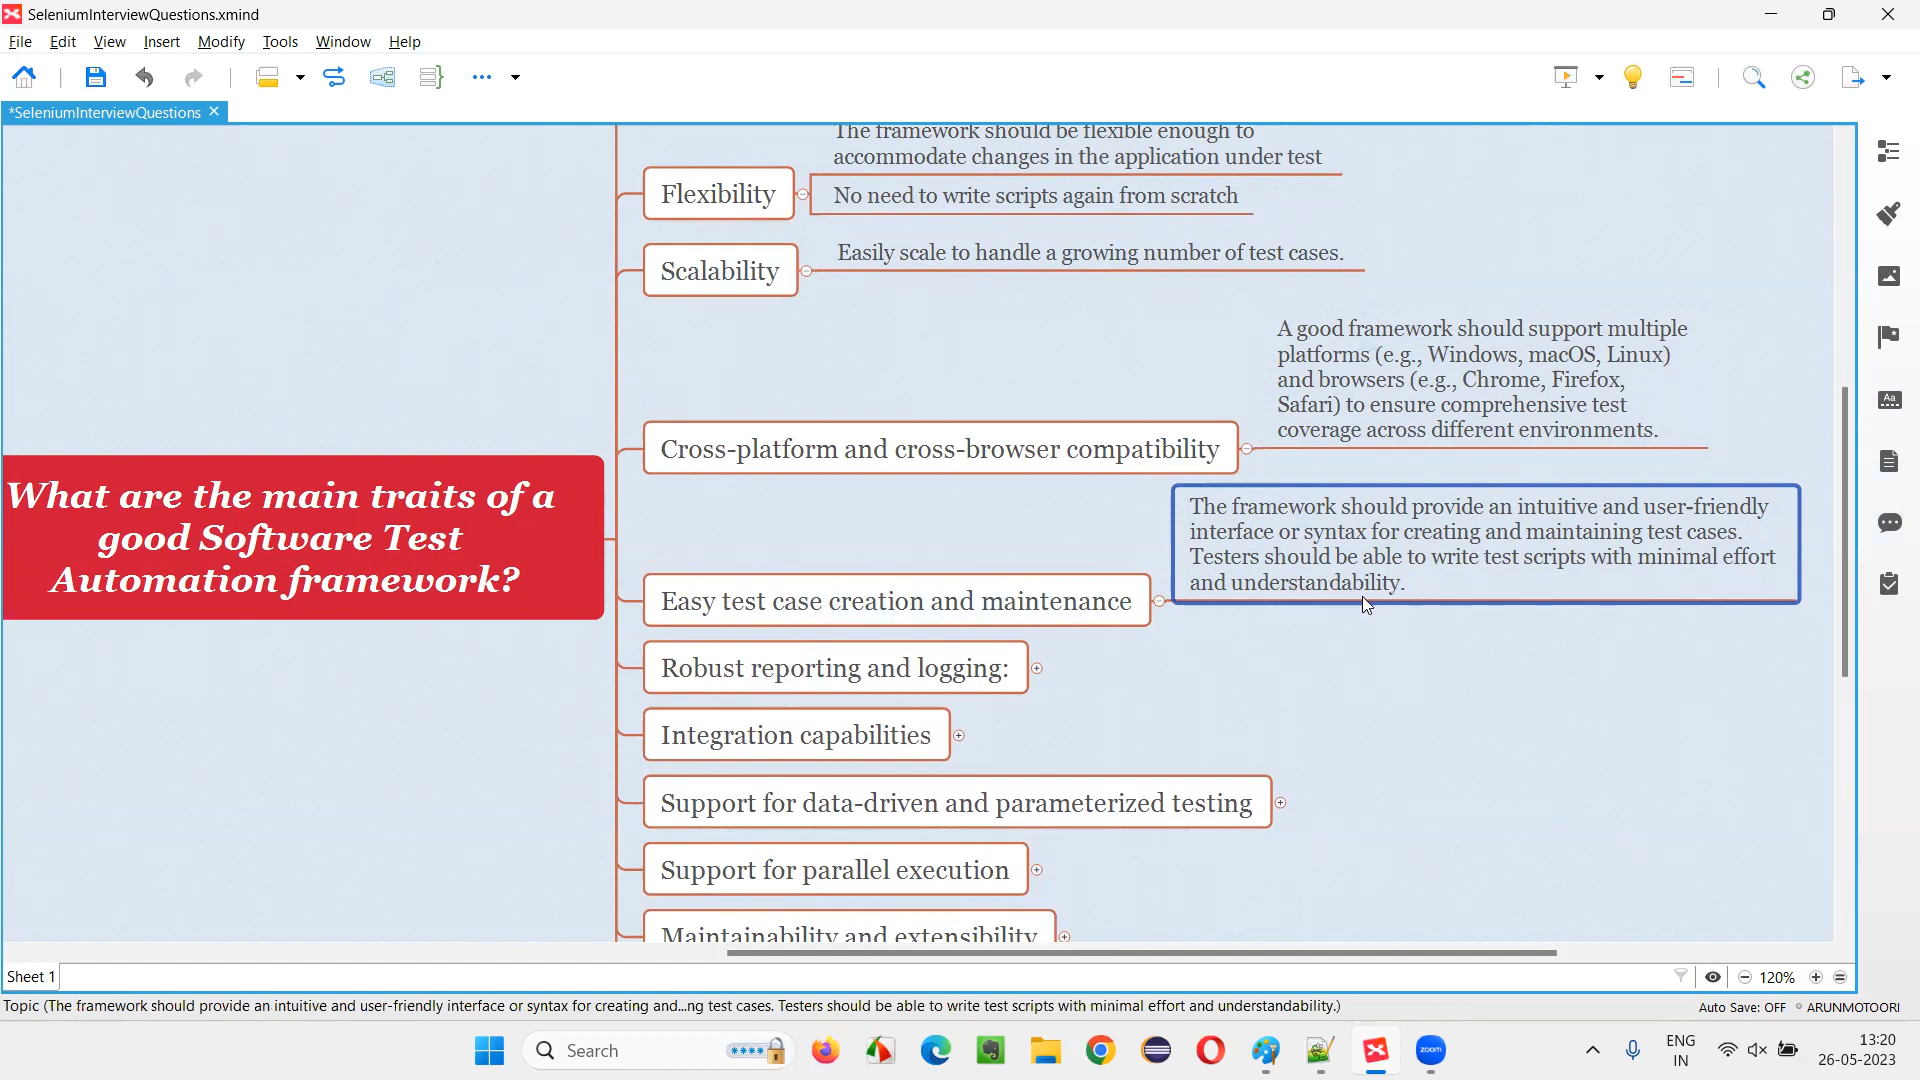 SeleniumInterviewQuestions.xmind
File Edit View Insert Modify Tools Window Help
*SeleniumInterviewQuestions
The framework should be flexible enough to
accommodate changes in the application under test
Flexibility
No need to write scripts again from scratch
Scalability
Easily scale to handle a growing number of test cases.
A good framework should support multiple
platforms (e.g., Windows, macOS, Linux)
and browsers (e.g., Chrome, Firefox,
Safari) to ensure comprehensive test
coverage across different environments.
Cross-platform and cross-browser compatibility
What are the main traits of a
good Software Test
Automation framework?
The framework should provide an intuitive and user-friendly
interface or syntax for creating and maintaining test cases.
Testers should be able to write test scripts with minimal effort
and understandability.
Easy test case creation and maintenance
Robust reporting and logging:
Integration capabilities
Support for data-driven and parameterized testing
Support for parallel execution
Maintainability and extensibility
Sheet 1
120%
Topic (The framework should provide an intuitive and user-friendly interface or syntax for creating and...ng test cases. Testers should be able to write test scripts with minimal effort and understandability.)
Auto Save: OFF
ARUNMOTOORI
Search
zoom
ENG
IN
13:20
26-05-2023